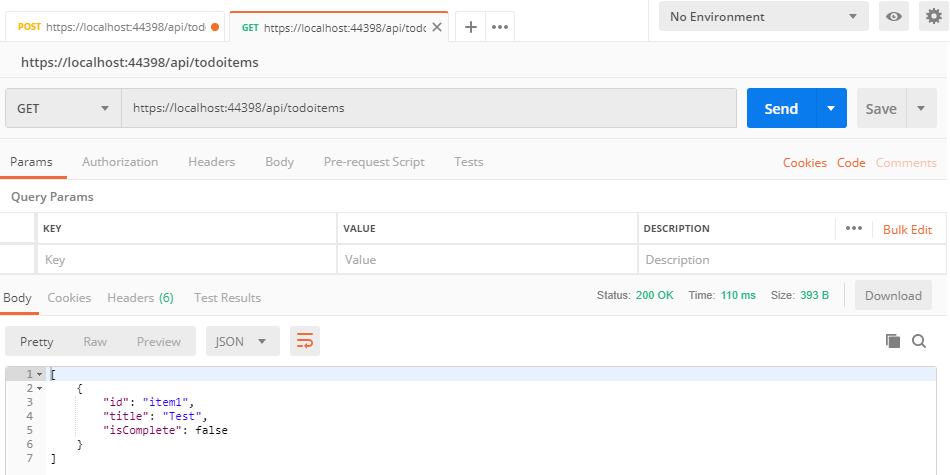 POST https://localhost:44398/api/tod GET https://localhost:44398/api/tod No Environment
https://localhost:44398/api/todoitems
GET https://localhost:44398/api/todoitems Send Save
Params Authorization Headers Body Pre-request Script Tests Cookies Code Comments
Query Params
KEY VALUE DESCRIPTION Bulk Edit
Key Value Description
Body Cookies Headers (6) Test Results Status: 200 OK Time: 110 ms Size: 393 B Download
Pretty Raw Preview JSON
1 [
2 {
3 "id": "item1",
4 "title": "Test",
5 "isComplete": false
6 }
7 ]